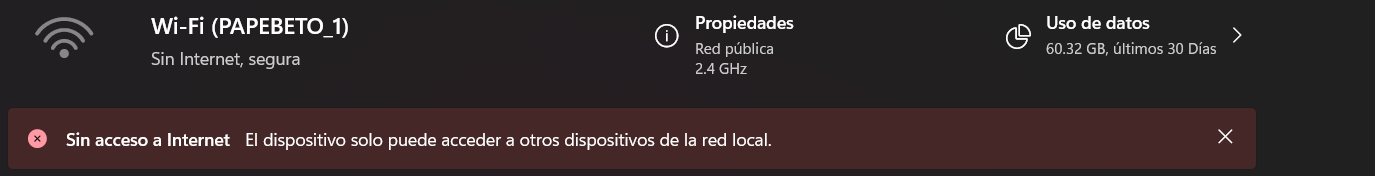 Wi-Fi (PAPEBETO_1)
Sin Internet, segura
Propiedades
Red pública
2.4 GHz
Uso de datos
60.32 GB, últimos 30 Días
Sin acceso a Internet El dispositivo solo puede acceder a otros dispositivos de la red local.